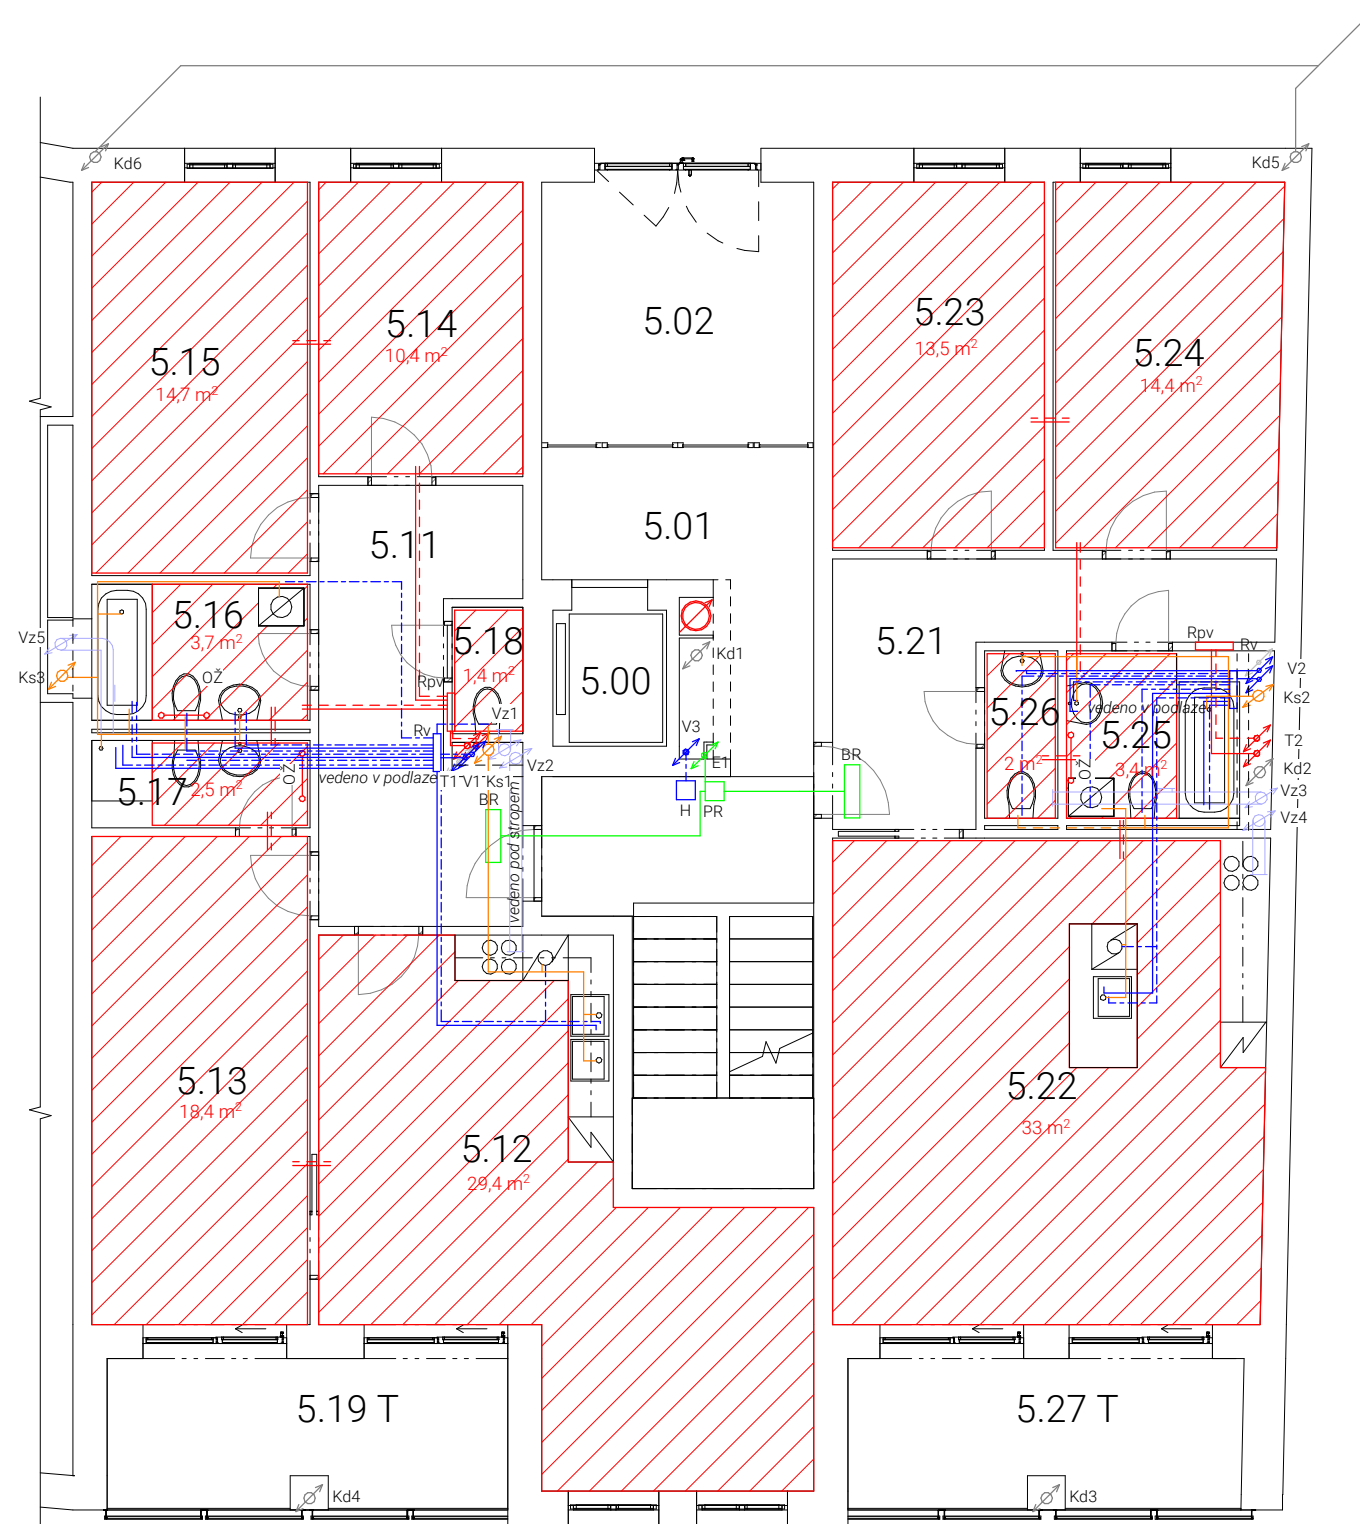 Kd6
Kd5
5.02
5.23
13,5 m²
5.14
10,4 m²
5.24
14,4 m²
5.15
14,7 m²
5.01
5.11
5.16
3,7 m²
OŽ
Vz5
Ks3
5.18
1,4 m²
Rpv
Vz1
Rv
5.00
Kd1
5.21
Rpv
Rv
V2
Ks2
T2
Kd2
Vz3
Vz4
5.26
2 m²
vedeno v podlaze
5.25
3,4 m²
OŽ
V3
E1
H
PR
BR
Vz2
T1 V1 Ks1
BR
vedeno v podlaze
vedeno pod stropem
5.17
2,5 m²
OŽ
5.13
18,4 m²
5.12
29,4 m²
5.22
33 m²
5.19 T
5.27 T
Kd4
Kd3